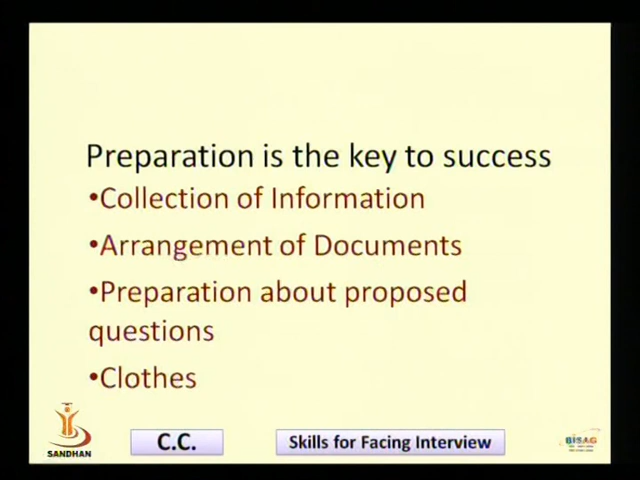 Preparation is the key to success
•Collection of Information
•Arrangement of Documents
•Preparation about proposed
questions
•Clothes
SANDHAN
C.C.
Skills for Facing Interview
BISAG